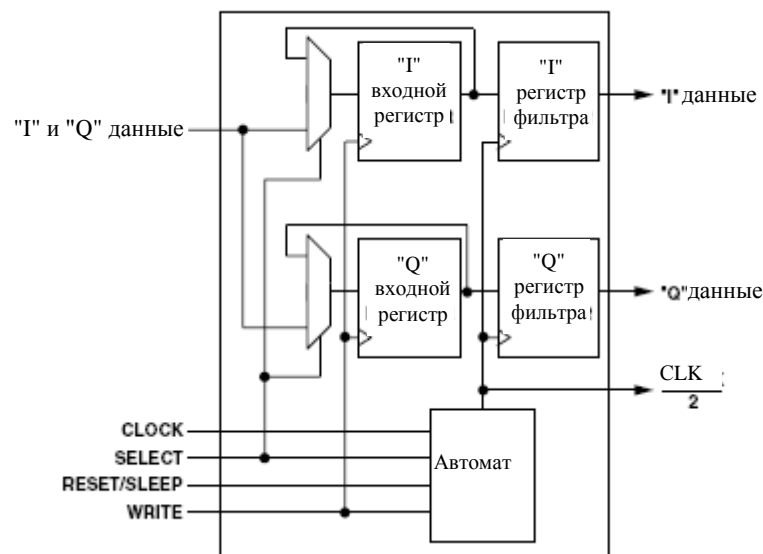 "I"
входной
регистр
"I"
регистр
фильтра
"I" данные
"I" и "Q" данные
"Q"
входной
регистр
"Q"
регистр
фильтра
"Q" данные
CLK
2
CLOCK
SELECT
RESET/SLEEP
WRITE
Автомат